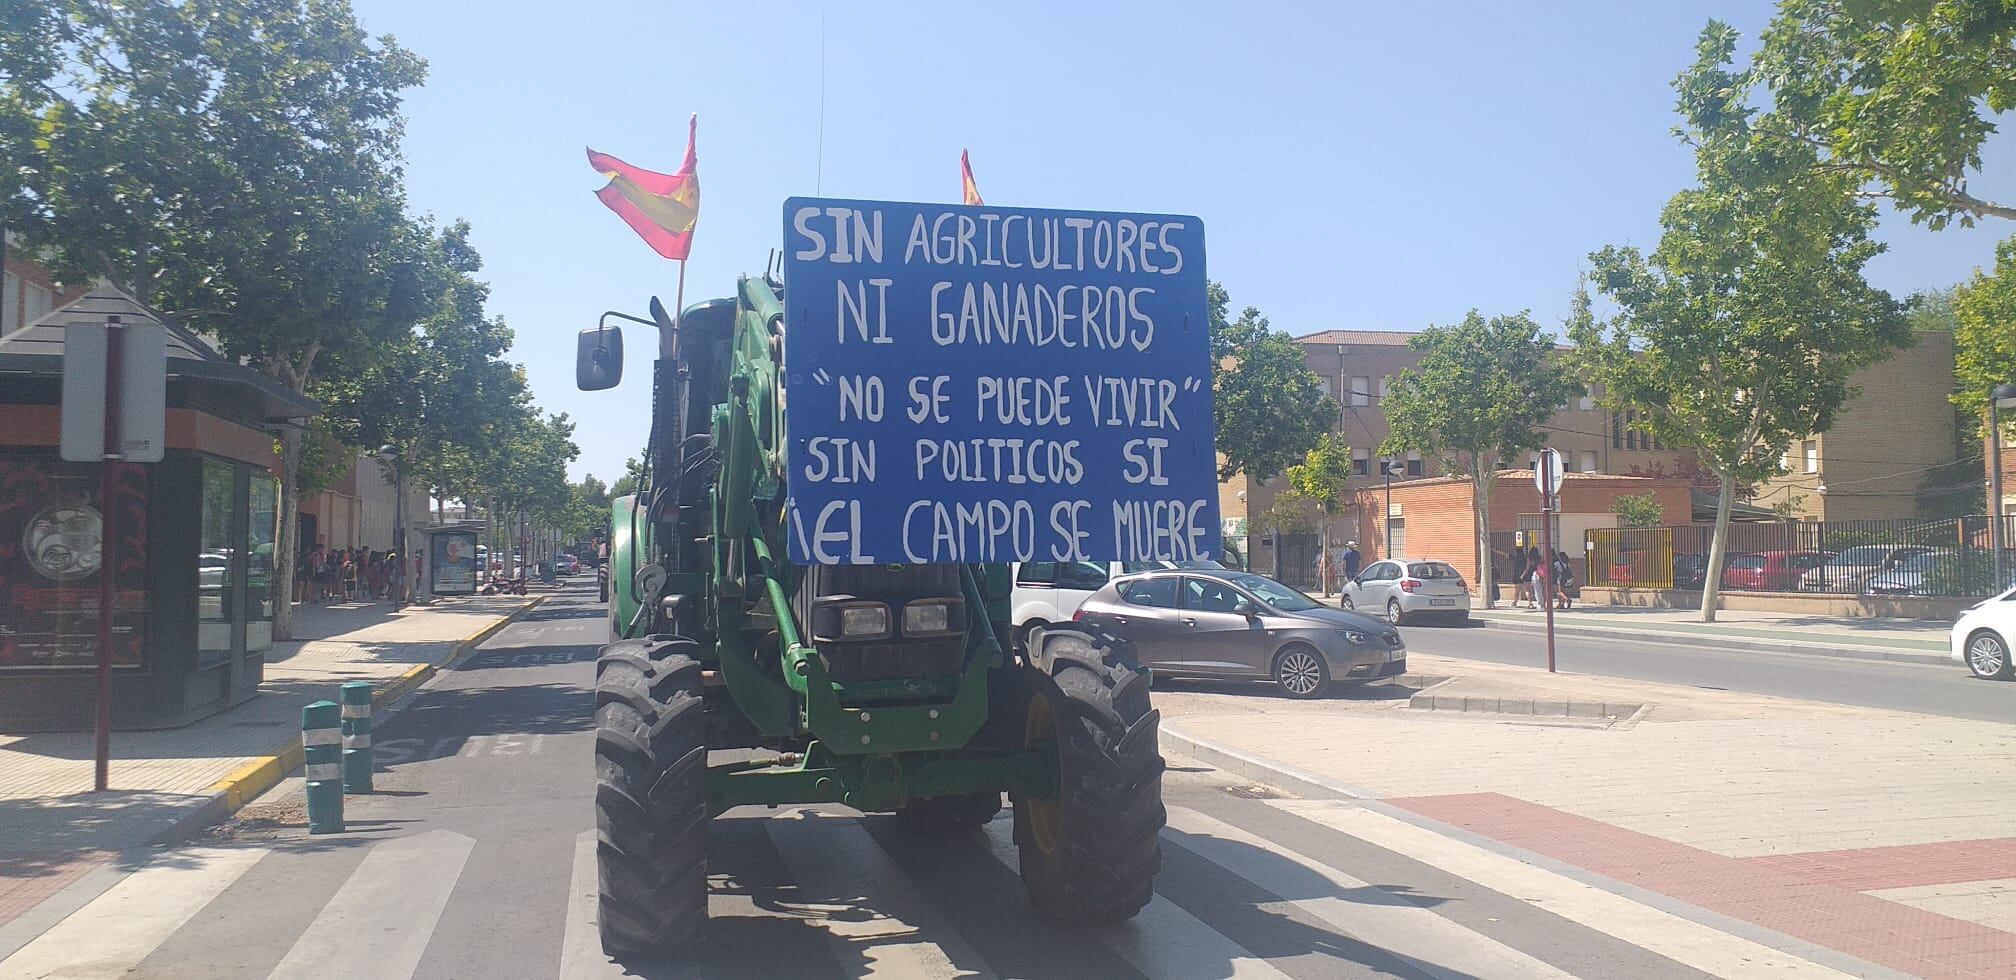 SIN AGRICULTORES
NI GANADEROS
"NO SE PUEDE VIVIR"
SIN POLITICOS SI
¡EL CAMPO SE MUERE